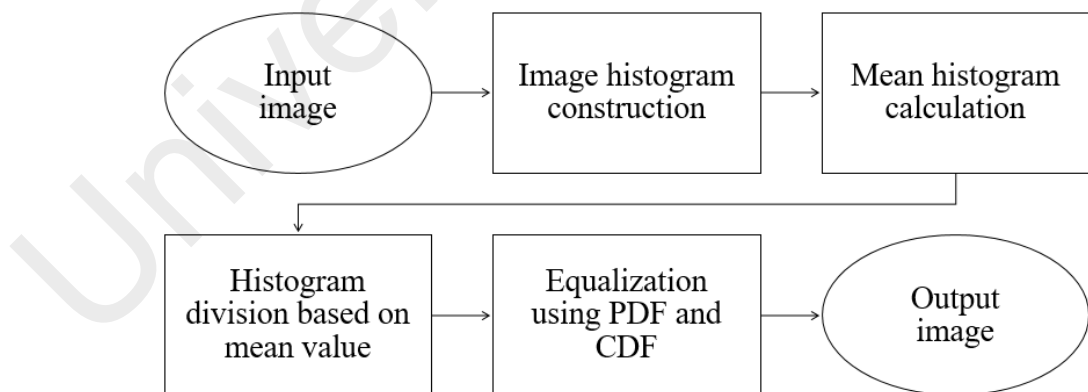 Input
image
Image histogram
construction
Mean histogram
calculation
Histogram
division based on
mean value
Equalization
using PDF and
CDF
Output
image